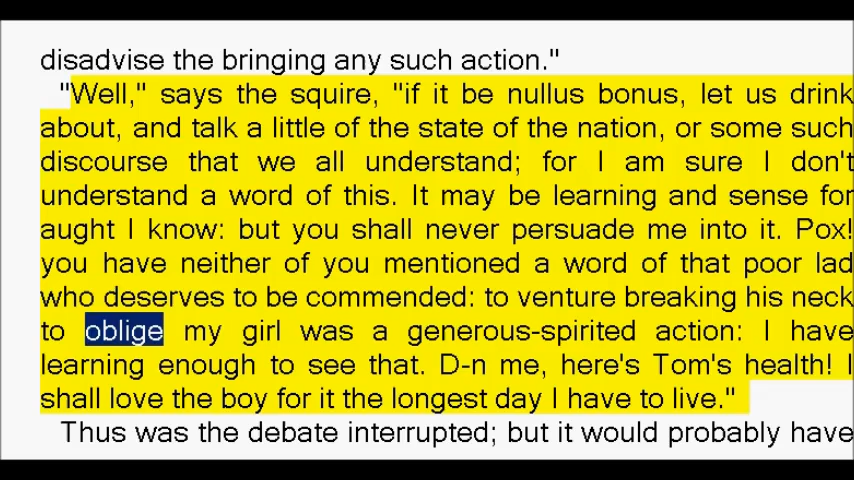 disadvise the bringing any such action."
"Well," says the squire, "if it be nullus bonus, let us drink
about, and talk a little of the state of the nation, or some such
discourse that we all understand; for I am sure I don't
understand a word of this. It may be learning and sense for
aught I know: but you shall never persuade me into it. Pox!
you have neither of you mentioned a word of that poor lad
who deserves to be commended: to venture breaking his neck
to oblige my girl was a generous-spirited action: I have
learning enough to see that. D-n me, here's Tom's health! I
shall love the boy for it the longest day I have to live."
Thus was the debate interrupted; but it would probably have